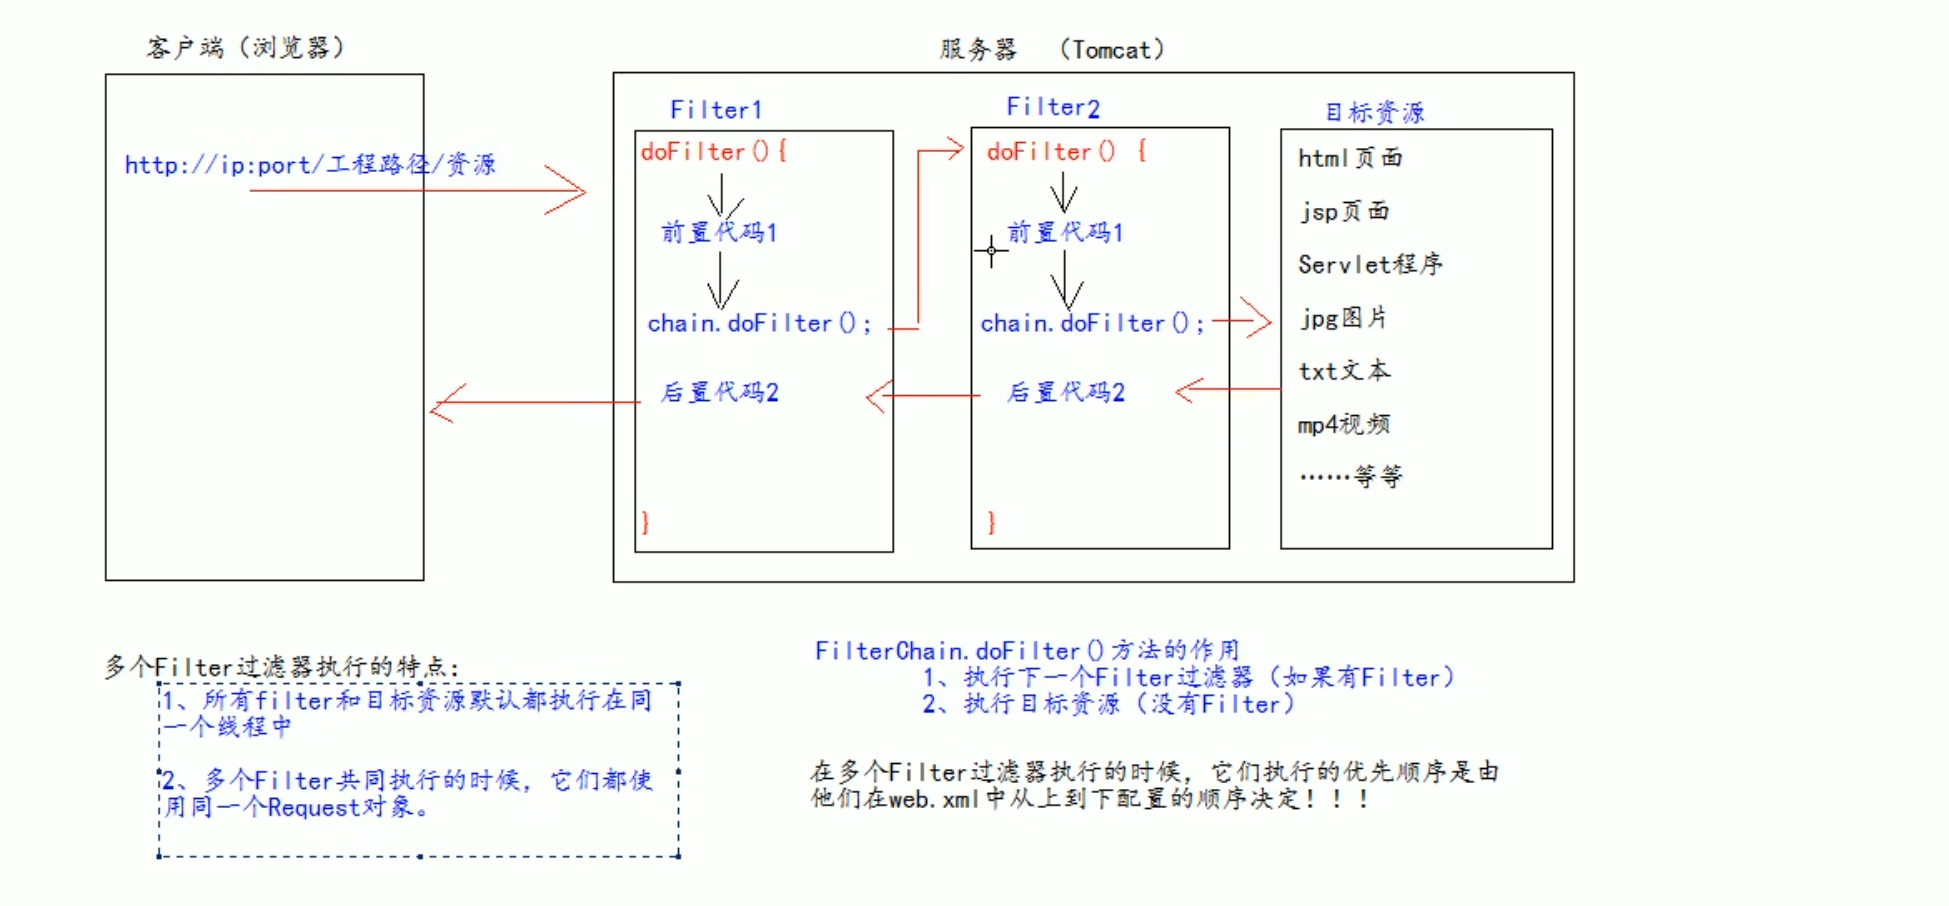 客户端（浏览器）
服务器 （Tomcat）
http://ip:port/工程路径/资源
Filter1
doFilter(){
前置代码1
chain.doFilter();
后置代码2
}
Filter2
doFilter() {
前置代码1
chain.doFilter();
后置代码2
}
目标资源
html页面
jsp页面
Servlet程序
jpg图片
txt文本
mp4视频
……等等
多个Filter过滤器执行的特点:
1、所有filter和目标资源默认都执行在同
一个线程中
2、多个Filter共同执行的时候，它们都使
用同一个Request对象。
FilterChain.doFilter()方法的作用
1、执行下一个Filter过滤器（如果有Filter）
2、执行目标资源（没有Filter）
在多个Filter过滤器执行的时候，它们执行的优先顺序是由
他们在web.xml中从上到下配置的顺序决定！！！